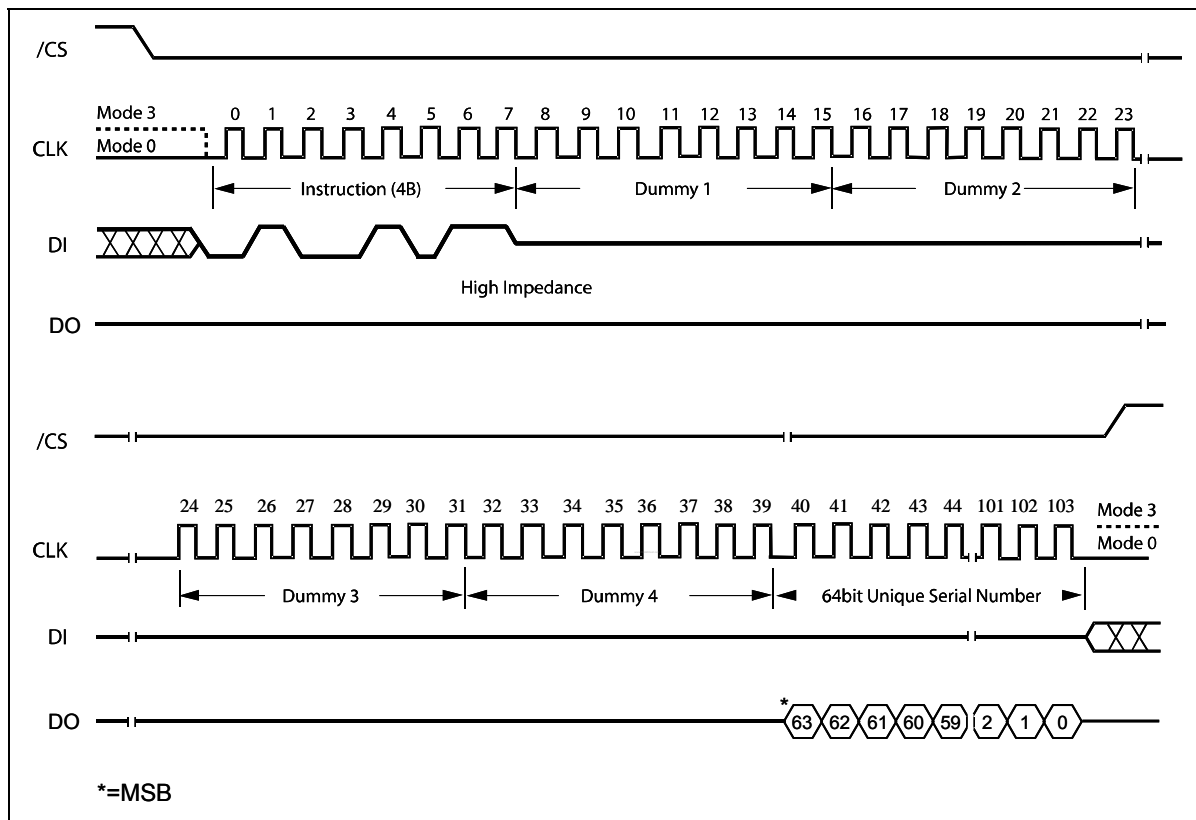 /CS
Mode 3
0 1 2 3 4 5 6 7 8 9 10 11 12 13 14 15 16 17 18 19 20 21 22 23
CLK
Mode 0
Instruction (4B) Dummy 1 Dummy 2
DI
High Impedance
DO
/CS
24 25 26 27 28 29 30 31 32 33 34 35 36 37 38 39 40 41 42 43 44 101 102 103
Mode 3
CLK
Mode 0
Dummy 3 Dummy 4 64bit Unique Serial Number
DI
DO
* 63 62 61 60 59 2 1 0
*=MSB